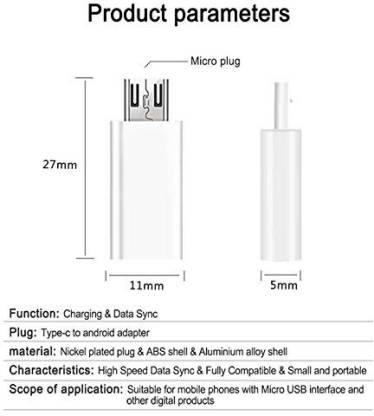 Product parameters
Micro plug
27mm
11mm
5mm
Function: Charging & Data Sync
Plug: Type-c to android adapter
material: Nickel plated plug & ABS shell & Aluminium alloy shell
Characteristics: High Speed Data Sync & Fully Compatible & Small and portable
Scope of application: Suitable for mobile phones with Micro USB interface and
other digital products